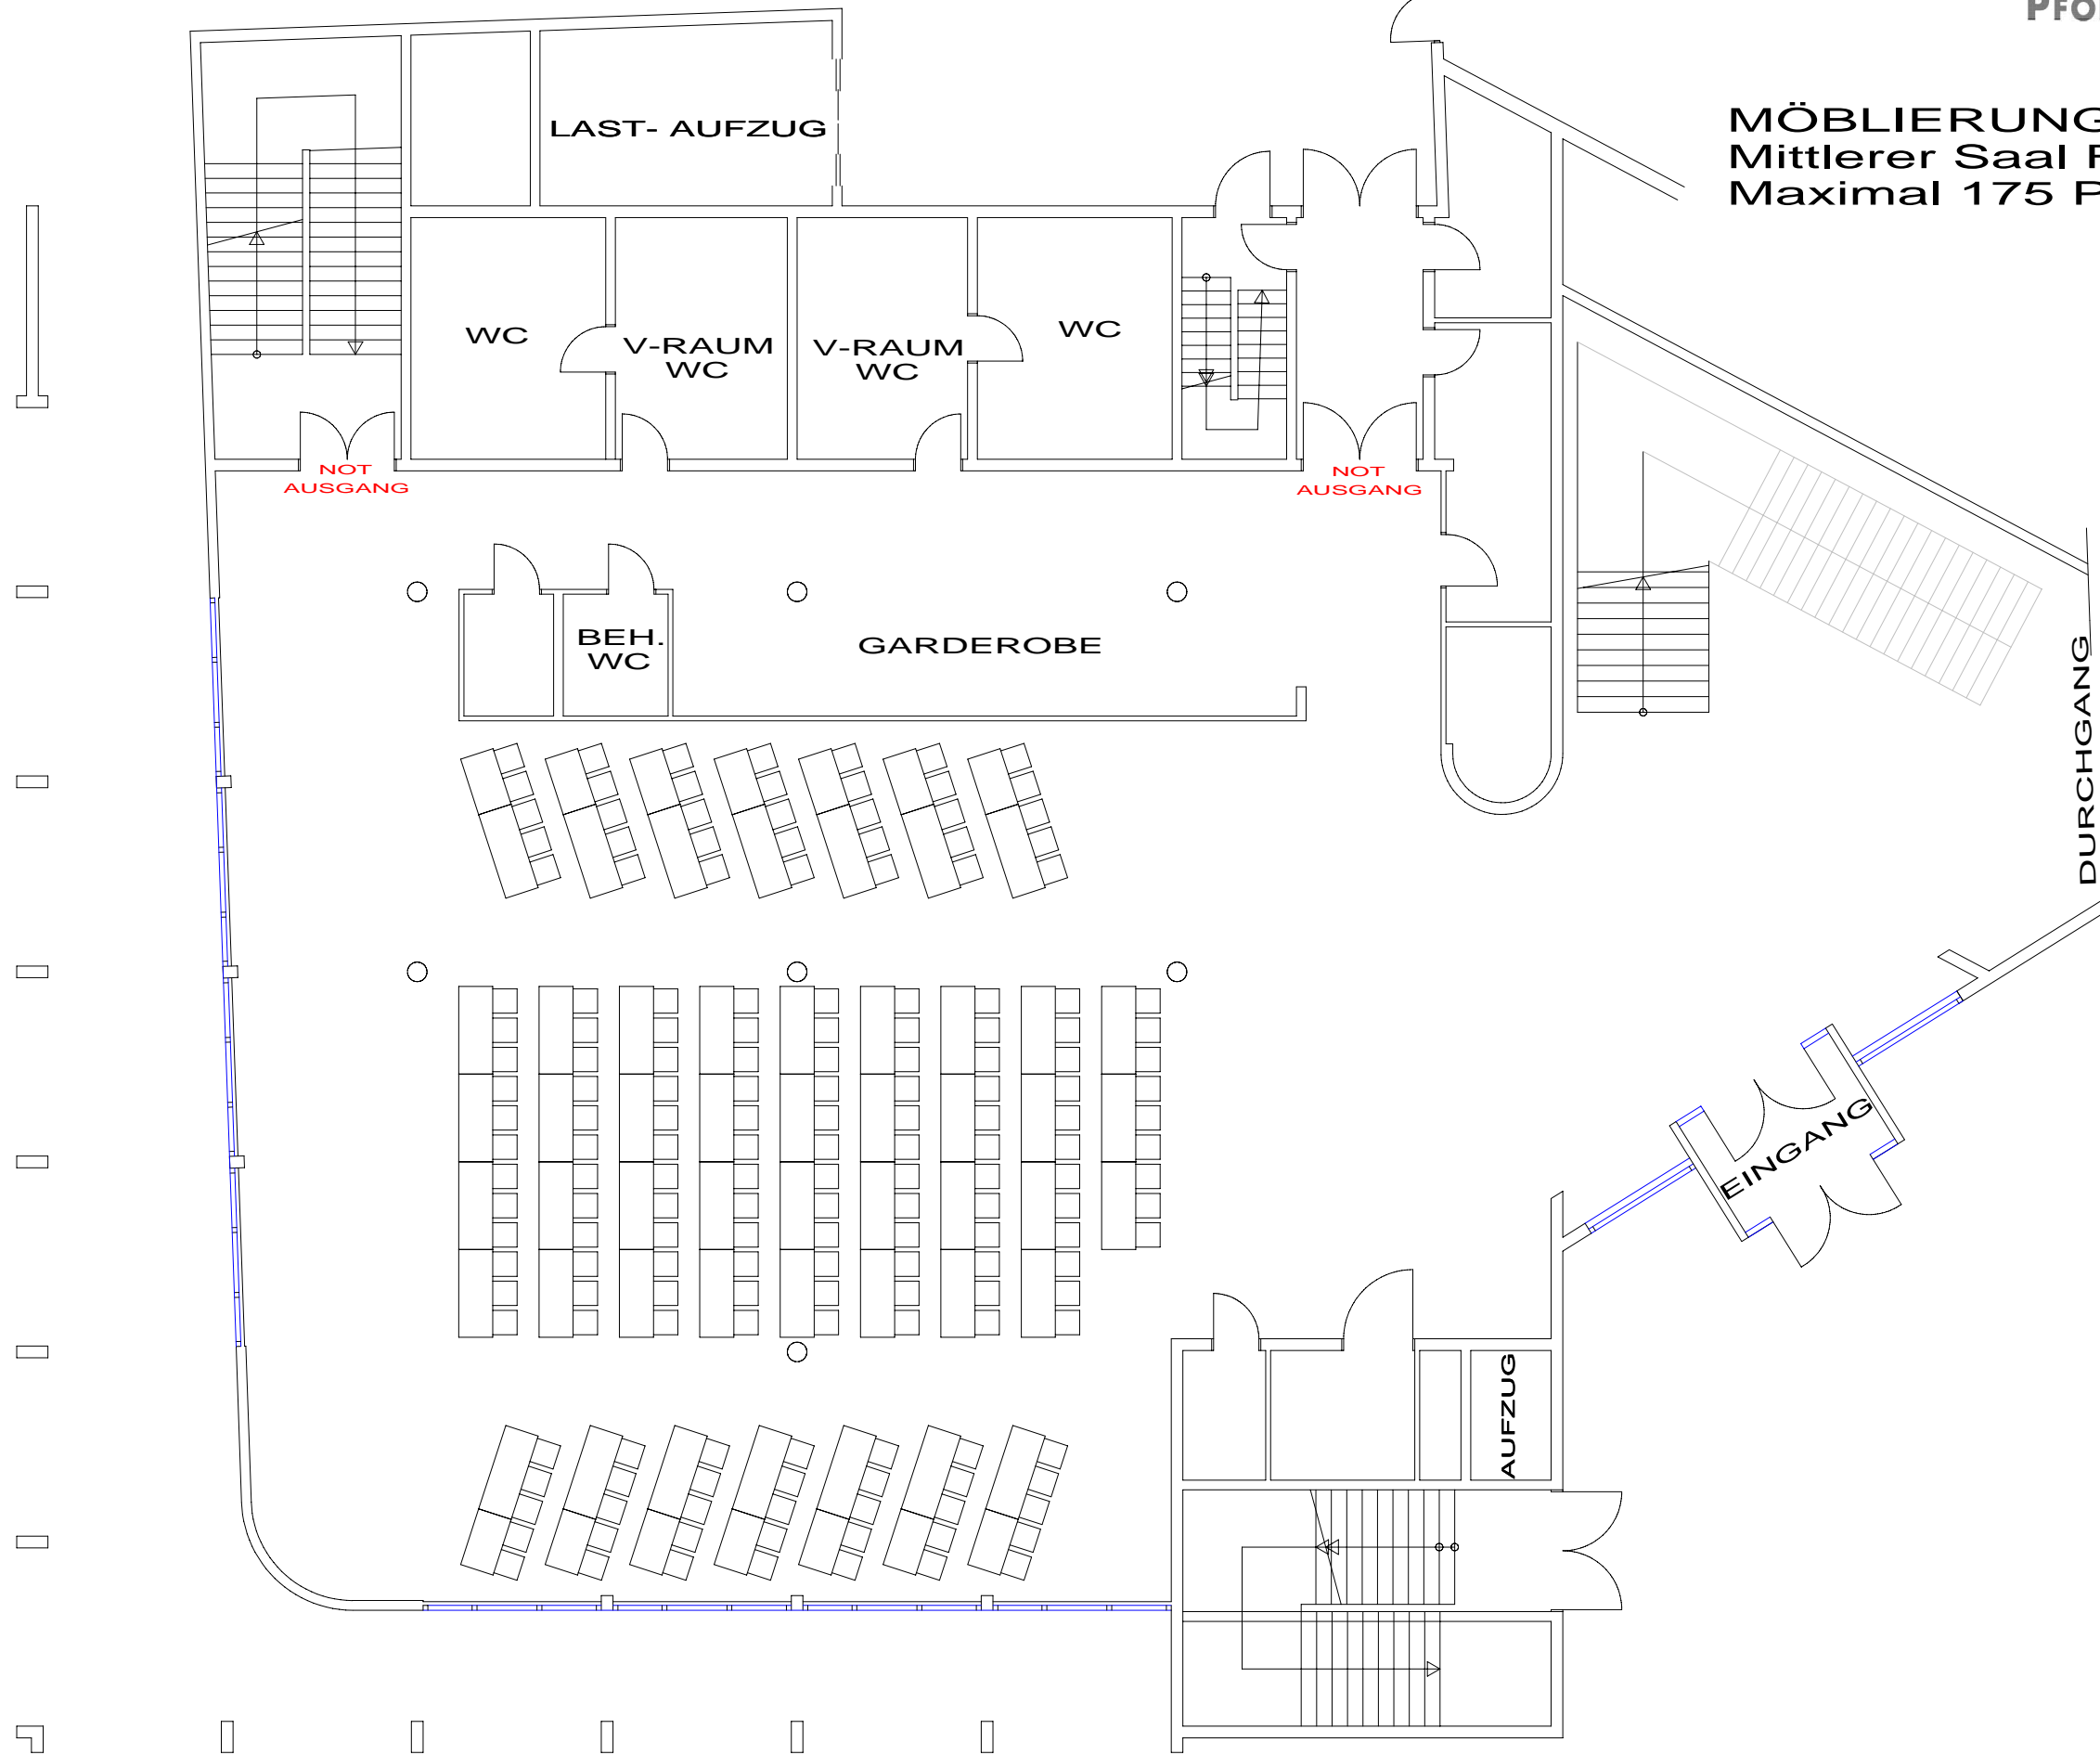 MÖBLIERUNG
Mittlerer Saal
Maximal 175
LAST- AUFZUG
WC
V-RAUM
WC
V-RAUM
WC
WC
NOT
AUSGANG
NOT
AUSGANG
BEH.
WC
GARDEROBE
DURCHGANG
EINGANG
AUFZUG